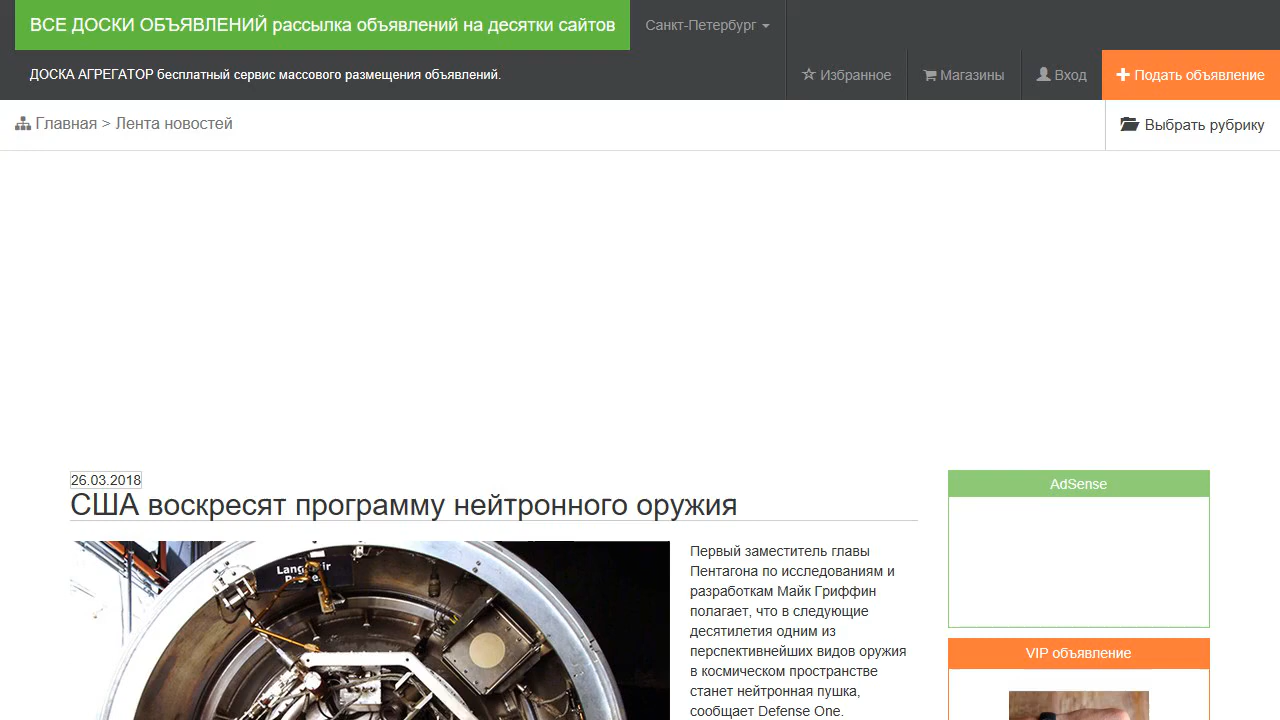 ВСЕ ДОСКИ ОБЪЯВЛЕНИЙ рассылка объявлений на десятки сайтов
Санкт-Петербург
ДОСКА АГРЕГАТОР бесплатный сервис массового размещения объявлений.
Избранное
Магазины
Вход
Подать объявление
Главная > Лента новостей
Выбрать рубрику
26.03.2018
США воскресят программу нейтронного оружия
Первый заместитель главы
Пентагона по исследованиям и
разработкам Майк Гриффин
полагает, что в следующие
десятилетия одним из
перспективнейших видов оружия
в космическом пространстве
станет нейтронная пушка,
сообщает Defense One.
AdSense
VIP объявление